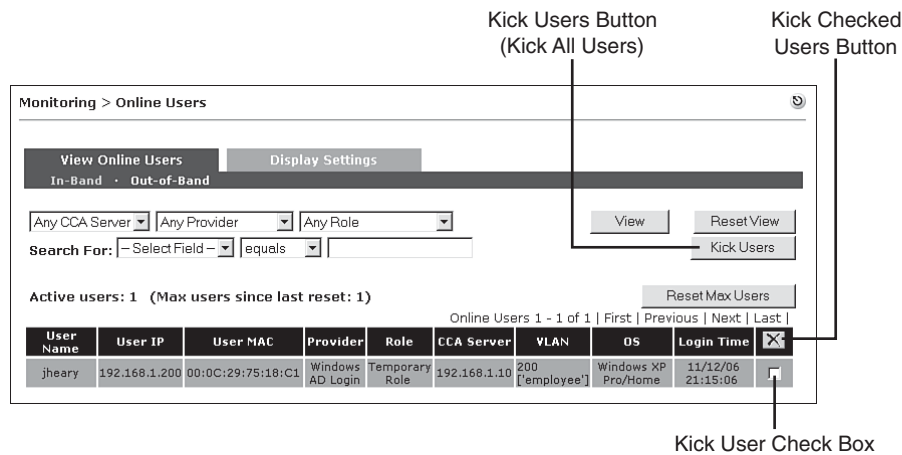 Kick Users Button
(Kick All Users)
Kick Checked
Users Button
Monitoring > Online Users
View Online Users
Display Settings
In-Band · Out-of-Band
Any CCA Server
Any Provider
Any Role
View
Reset View
Search For:
– Select Field –
equals
Kick Users
Active users: 1 (Max users since last reset: 1)
Reset Max Users
Online Users 1 - 1 of 1 | First | Previous | Next | Last |
User Name User IP User MAC Provider Role CCA Server VLAN OS Login Time
jheary 192.168.1.200 00:0C:29:75:18:C1 Windows AD Login Temporary Role 192.168.1.10 200 ['employee'] Windows XP Pro/Home 11/12/06 21:15:06
Kick User Check Box